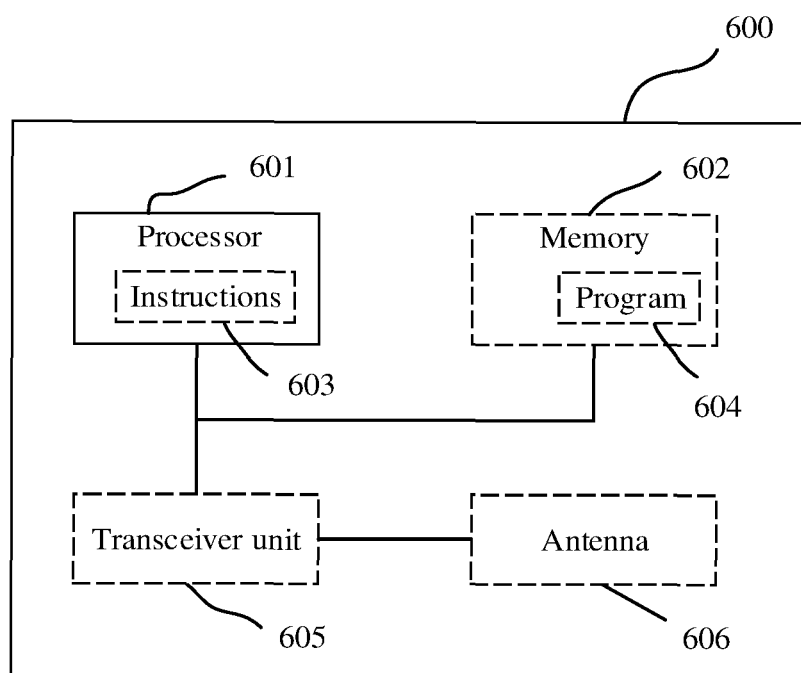 600
601
602
Processor
Memory
Instructions
Program
603
604
Transceiver unit
Antenna
605
606